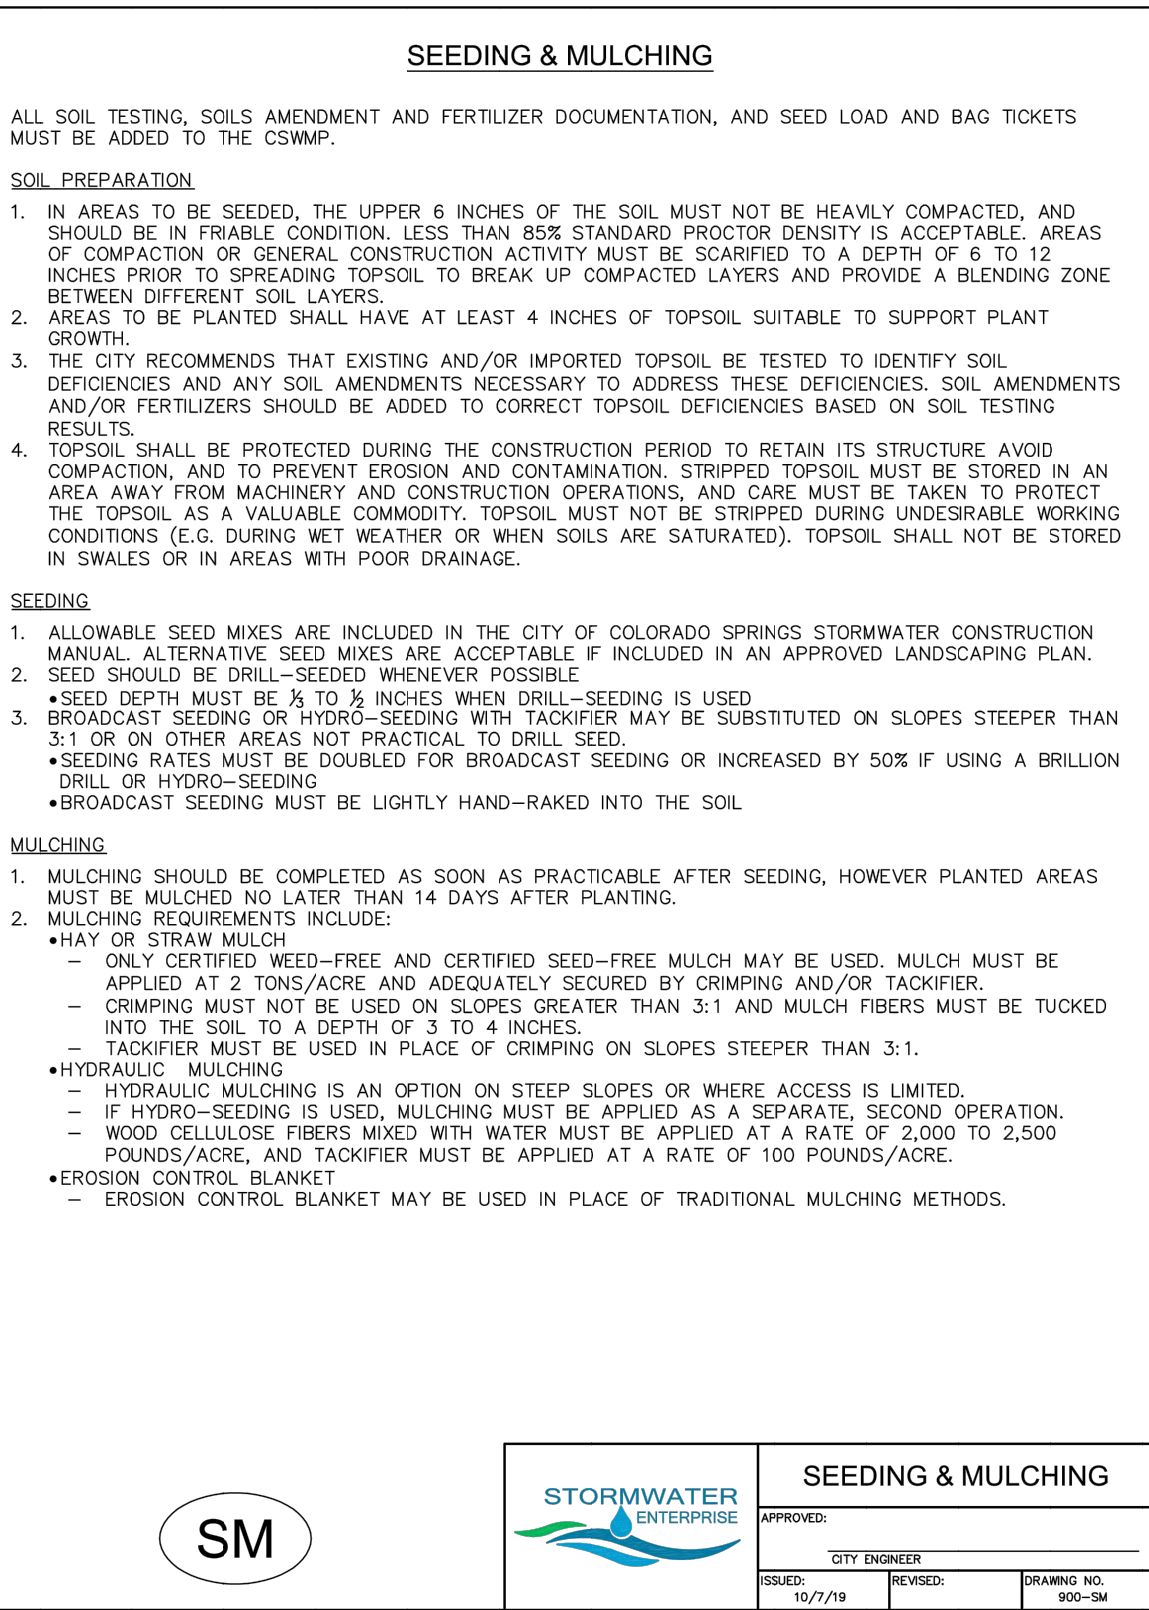 SEEDING & MULCHING
ALL SOIL TESTING, SOILS AMENDMENT AND FERTILIZER DOCUMENTATION, AND SEED LOAD AND BAG TICKETS
MUST BE ADDED TO THE CSWMP.
SOIL PREPARATION
1. IN AREAS TO BE SEEDED, THE UPPER 6 INCHES OF THE SOIL MUST NOT BE HEAVILY COMPACTED, AND
SHOULD BE IN FRIABLE CONDITION. LESS THAN 85% STANDARD PROCTOR DENSITY IS ACCEPTABLE. AREAS
OF COMPACTION OR GENERAL CONSTRUCTION ACTIVITY MUST BE SCARIFIED TO A DEPTH OF 6 TO 12
INCHES PRIOR TO SPREADING TOPSOIL TO BREAK UP COMPACTED LAYERS AND PROVIDE A BLENDING ZONE
BETWEEN DIFFERENT SOIL LAYERS.
2. AREAS TO BE PLANTED SHALL HAVE AT LEAST 4 INCHES OF TOPSOIL SUITABLE TO SUPPORT PLANT
GROWTH.
3. THE CITY RECOMMENDS THAT EXISTING AND/OR IMPORTED TOPSOIL BE TESTED TO IDENTIFY SOIL
DEFICIENCIES AND ANY SOIL AMENDMENTS NECESSARY TO ADDRESS THESE DEFICIENCIES. SOIL AMENDMENTS
AND/OR FERTILIZERS SHOULD BE ADDED TO CORRECT TOPSOIL DEFICIENCIES BASED ON SOIL TESTING
RESULTS.
4. TOPSOIL SHALL BE PROTECTED DURING THE CONSTRUCTION PERIOD TO RETAIN ITS STRUCTURE AVOID
COMPACTION, AND TO PREVENT EROSION AND CONTAMINATION. STRIPPED TOPSOIL MUST BE STORED IN AN
AREA AWAY FROM MACHINERY AND CONSTRUCTION OPERATIONS, AND CARE MUST BE TAKEN TO PROTECT
THE TOPSOIL AS A VALUABLE COMMODITY. TOPSOIL MUST NOT BE STRIPPED DURING UNDESIRABLE WORKING
CONDITIONS (E.G. DURING WET WEATHER OR WHEN SOILS ARE SATURATED). TOPSOIL SHALL NOT BE STORED
IN SWALES OR IN AREAS WITH POOR DRAINAGE.
SEEDING
1. ALLOWABLE SEED MIXES ARE INCLUDED IN THE CITY OF COLORADO SPRINGS STORMWATER CONSTRUCTION
MANUAL. ALTERNATIVE SEED MIXES ARE ACCEPTABLE IF INCLUDED IN AN APPROVED LANDSCAPING PLAN.
2. SEED SHOULD BE DRILL–SEEDED WHENEVER POSSIBLE
•SEED DEPTH MUST BE ⅓ TO ½ INCHES WHEN DRILL–SEEDING IS USED
3. BROADCAST SEEDING OR HYDRO–SEEDING WITH TACKIFIER MAY BE SUBSTITUTED ON SLOPES STEEPER THAN
3:1 OR ON OTHER AREAS NOT PRACTICAL TO DRILL SEED.
•SEEDING RATES MUST BE DOUBLED FOR BROADCAST SEEDING OR INCREASED BY 50% IF USING A BRILLION
DRILL OR HYDRO–SEEDING
•BROADCAST SEEDING MUST BE LIGHTLY HAND–RAKED INTO THE SOIL
MULCHING
1. MULCHING SHOULD BE COMPLETED AS SOON AS PRACTICABLE AFTER SEEDING, HOWEVER PLANTED AREAS
MUST BE MULCHED NO LATER THAN 14 DAYS AFTER PLANTING.
2. MULCHING REQUIREMENTS INCLUDE:
•HAY OR STRAW MULCH
– ONLY CERTIFIED WEED–FREE AND CERTIFIED SEED–FREE MULCH MAY BE USED. MULCH MUST BE
APPLIED AT 2 TONS/ACRE AND ADEQUATELY SECURED BY CRIMPING AND/OR TACKIFIER.
– CRIMPING MUST NOT BE USED ON SLOPES GREATER THAN 3:1 AND MULCH FIBERS MUST BE TUCKED
INTO THE SOIL TO A DEPTH OF 3 TO 4 INCHES.
– TACKIFIER MUST BE USED IN PLACE OF CRIMPING ON SLOPES STEEPER THAN 3:1.
•HYDRAULIC MULCHING
– HYDRAULIC MULCHING IS AN OPTION ON STEEP SLOPES OR WHERE ACCESS IS LIMITED.
– IF HYDRO–SEEDING IS USED, MULCHING MUST BE APPLIED AS A SEPARATE, SECOND OPERATION.
– WOOD CELLULOSE FIBERS MIXED WITH WATER MUST BE APPLIED AT A RATE OF 2,000 TO 2,500
POUNDS/ACRE, AND TACKIFIER MUST BE APPLIED AT A RATE OF 100 POUNDS/ACRE.
•EROSION CONTROL BLANKET
– EROSION CONTROL BLANKET MAY BE USED IN PLACE OF TRADITIONAL MULCHING METHODS.
SM
STORMWATER
ENTERPRISE
SEEDING & MULCHING
APPROVED:
CITY ENGINEER
ISSUED:
10/7/19
REVISED:
DRAWING NO.
900–SM